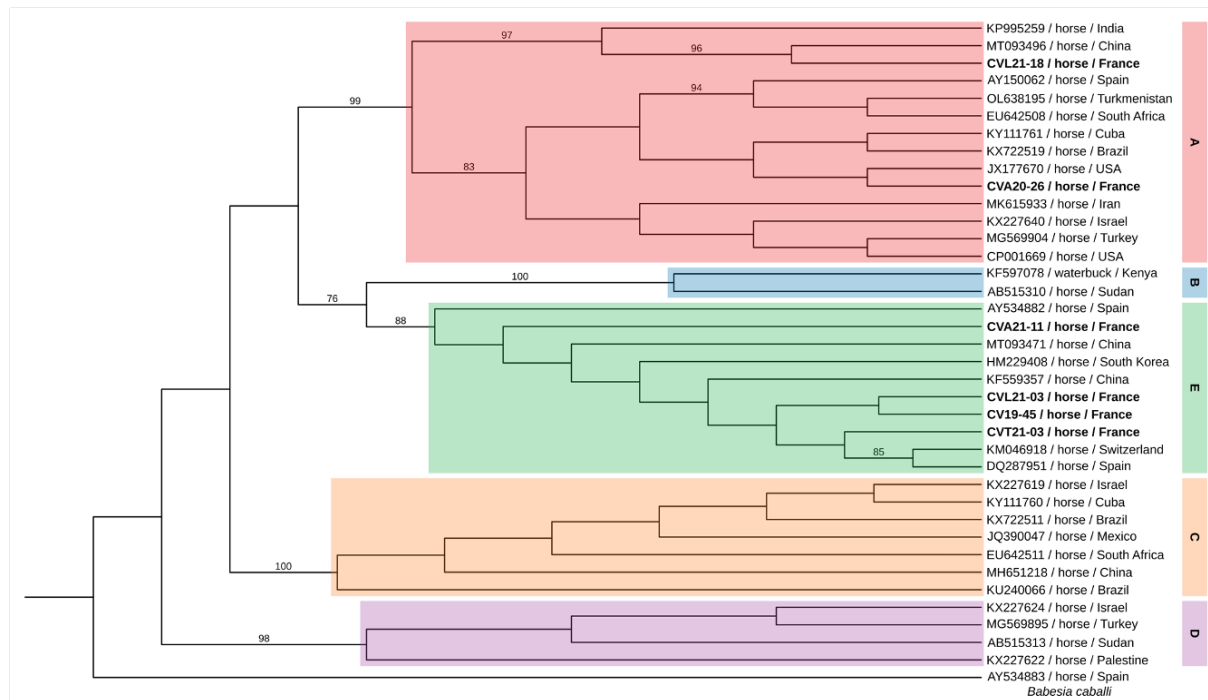 97
KP995259 / horse / India
96
MT093496 / horse / China
CVL21-18 / horse / France
94
AY150062 / horse / Spain
99
OL638195 / horse / Turkmenistan
EU642508 / horse / South Africa
KY111761 / horse / Cuba
A
KX722519 / horse / Brazil
83
JX177670 / horse / USA
CVA20-26 / horse / France
MK615933 / horse / Iran
KX227640 / horse / Israel
MG569904 / horse / Turkey
CP001669 / horse / USA
100
KF597078 / waterbuck / Kenya
B
76
AB515310 / horse / Sudan
AY534882 / horse / Spain
88
CVA21-11 / horse / France
MT093471 / horse / China
HM229408 / horse / South Korea
KF559357 / horse / China
E
CVL21-03 / horse / France
CV19-45 / horse / France
CVT21-03 / horse / France
85
KM046918 / horse / Switzerland
DQ287951 / horse / Spain
KX227619 / horse / Israel
KY111760 / horse / Cuba
KX722511 / horse / Brazil
JQ390047 / horse / Mexico
C
EU642511 / horse / South Africa
100
MH651218 / horse / China
KU240066 / horse / Brazil
KX227624 / horse / Israel
MG569895 / horse / Turkey
D
98
AB515313 / horse / Sudan
KX227622 / horse / Palestine
AY534883 / horse / Spain
Babesia caballi